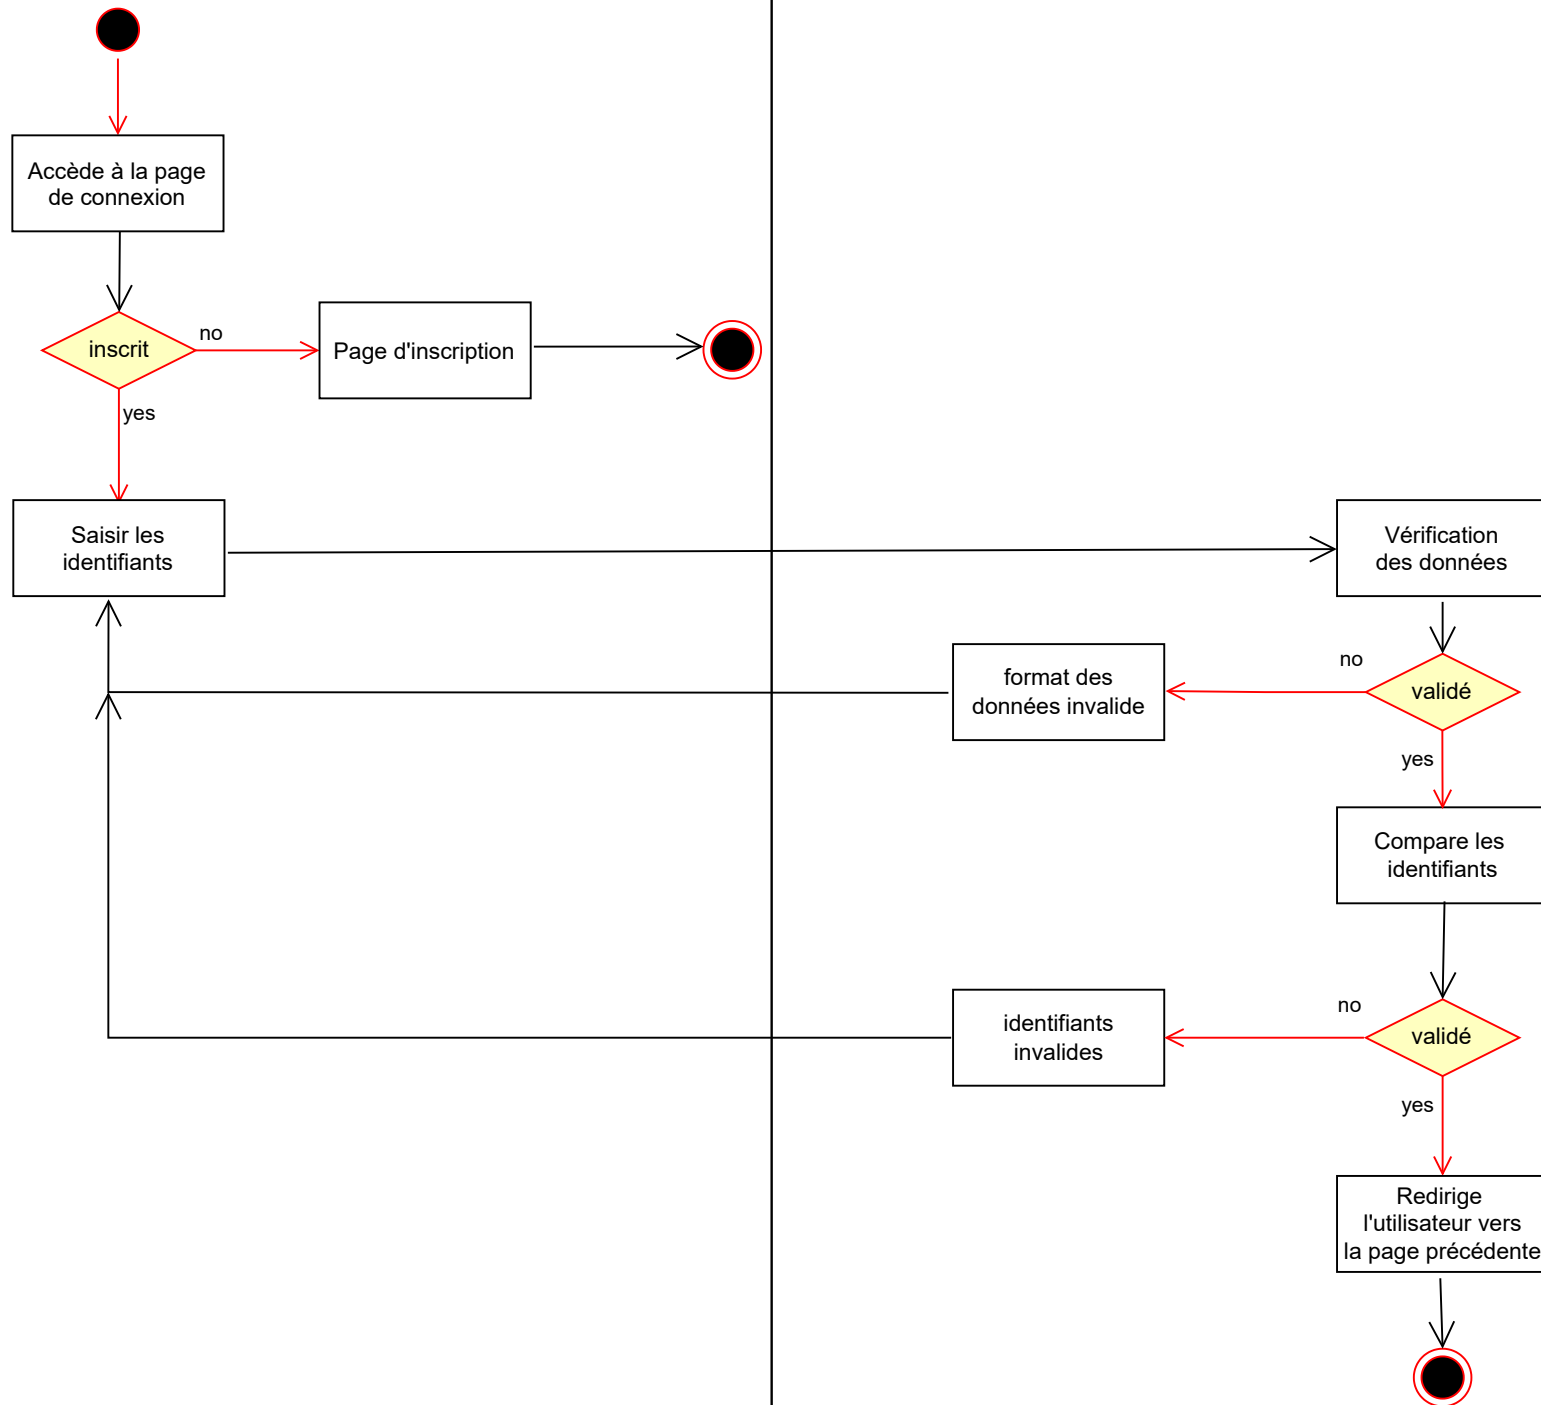 Accède à la page
de connexion
inscrit
no
Page d'inscription
yes
Saisir les
identifiants
Vérification
des données
no
validé
format des
données invalide
yes
Compare les
identifiants
no
validé
identifiants
invalides
yes
Redirige
l'utilisateur vers
la page précédente